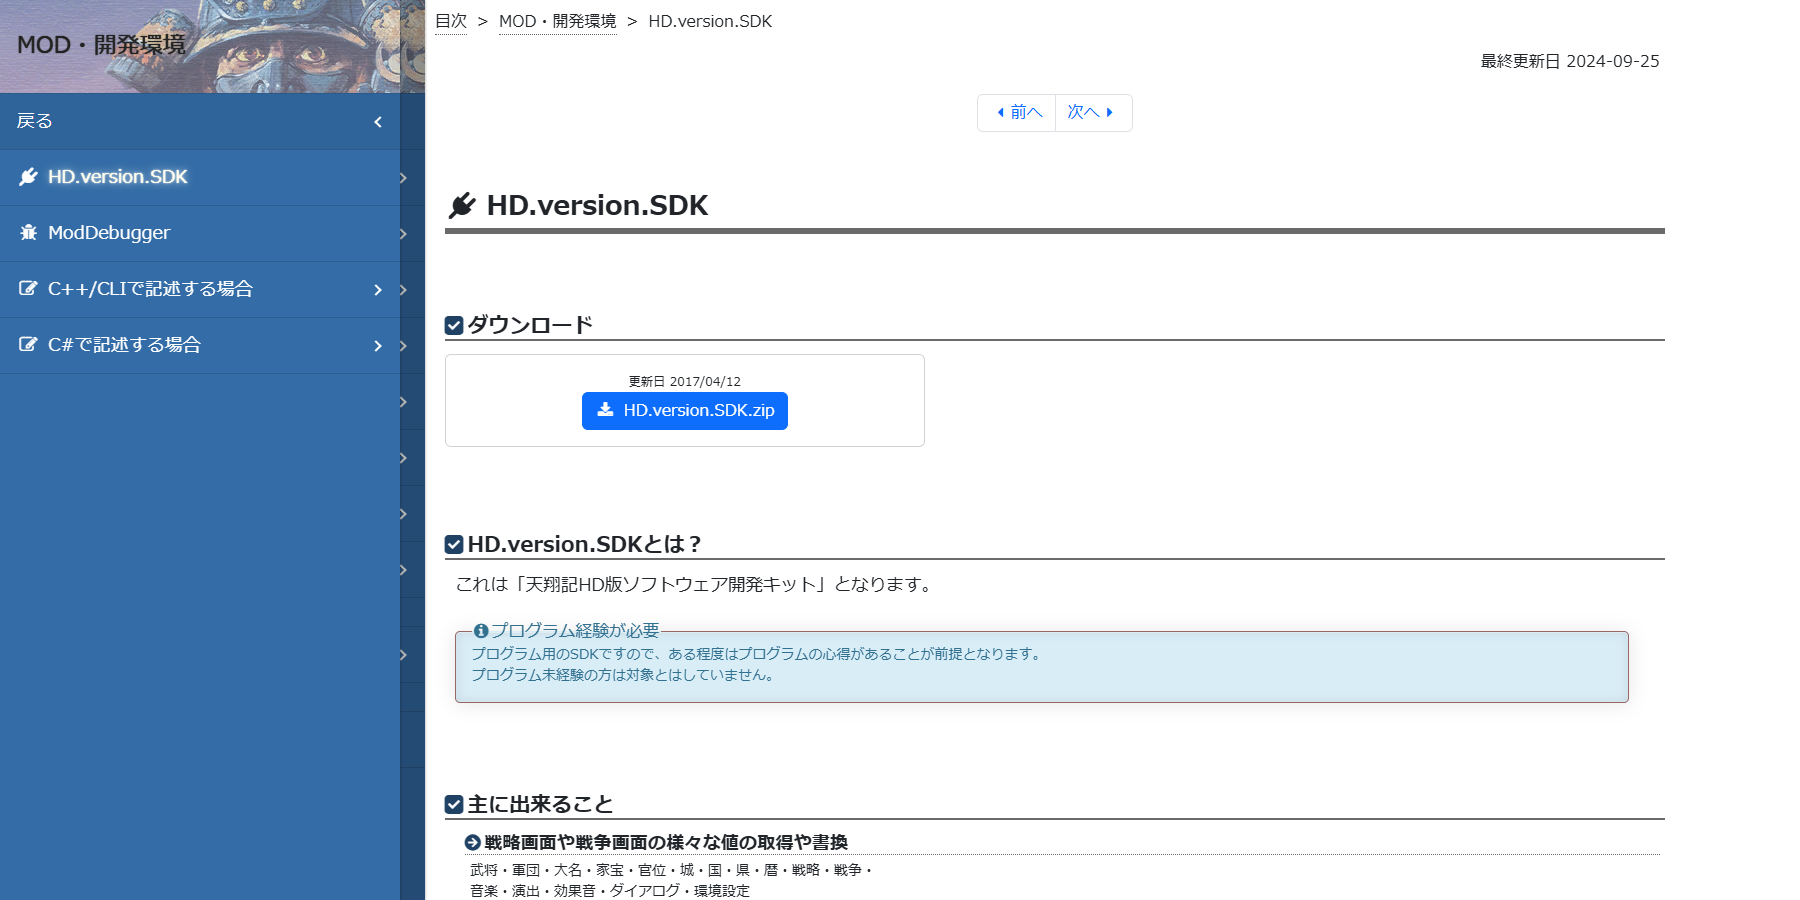 MOD・開発環境
戻る
HD.version.SDK
ModDebugger
C++/CLIで記述する場合
C#で記述する場合
目次 > MOD・開発環境 > HD.version.SDK
最終更新日 2024-09-25
前へ 次へ
HD.version.SDK
ダウンロード
更新日 2017/04/12
HD.version.SDK.zip
HD.version.SDKとは？
これは「天翔記HD版ソフトウェア開発キット」となります。
プログラム経験が必要
プログラム用のSDKですので、ある程度はプログラムの心得があることが前提となります。
プログラム未経験の方は対象とはしていません。
主に出来ること
戦略画面や戦争画面の様々な値の取得や書換
武将・軍団・大名・家宝・官位・城・国・県・暦・戦略・戦争・
音楽・演出・効果音・ダイアログ・環境設定